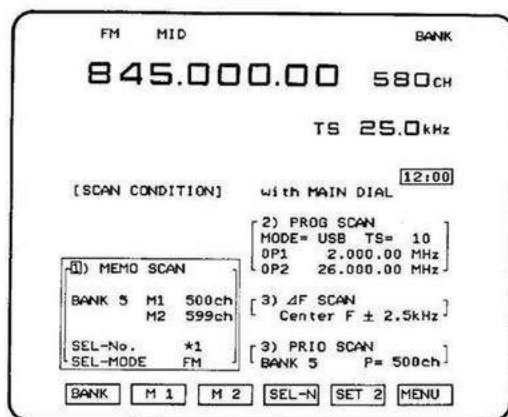 FM MID BANK
845.000.00 580CH
TS 25.0kHz
12:00
[SCAN CONDITION] with MAIN DIAL
1) MEMO SCAN
BANK 5 M1 500ch
M2 599ch
SEL-No. *1
SEL-MODE FM
2) PROG SCAN
MODE= USB TS= 10
0P1 2.000.00 MHz
0P2 26.000.00 MHz
3) ⊿F SCAN
Center F ± 2.5kHz
3) PRIO SCAN
BANK 5 P= 500ch
BANK M 1 M 2 SEL-N SET 2 MENU